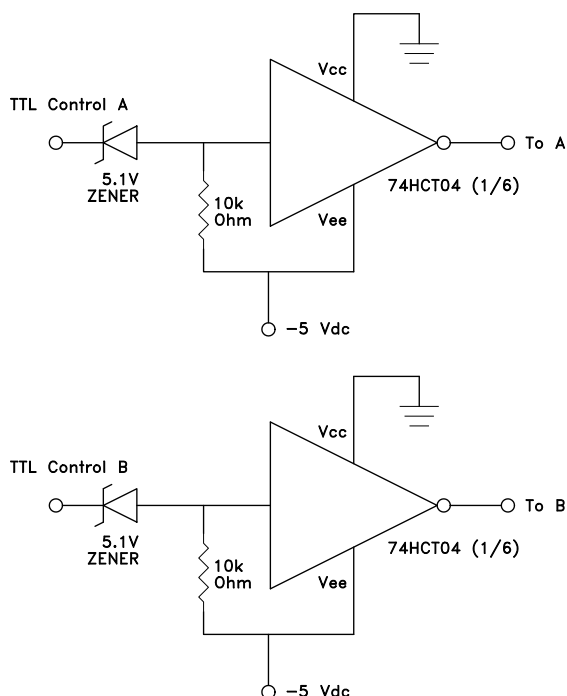 Vcc
TTL Control A
To A
5.1V
ZENER
74HCT04 (1/6)
10k
Ohm
Vee
-5 Vdc
Vcc
TTL Control B
To B
5.1V
ZENER
74HCT04 (1/6)
10k
Ohm
Vee
-5 Vdc